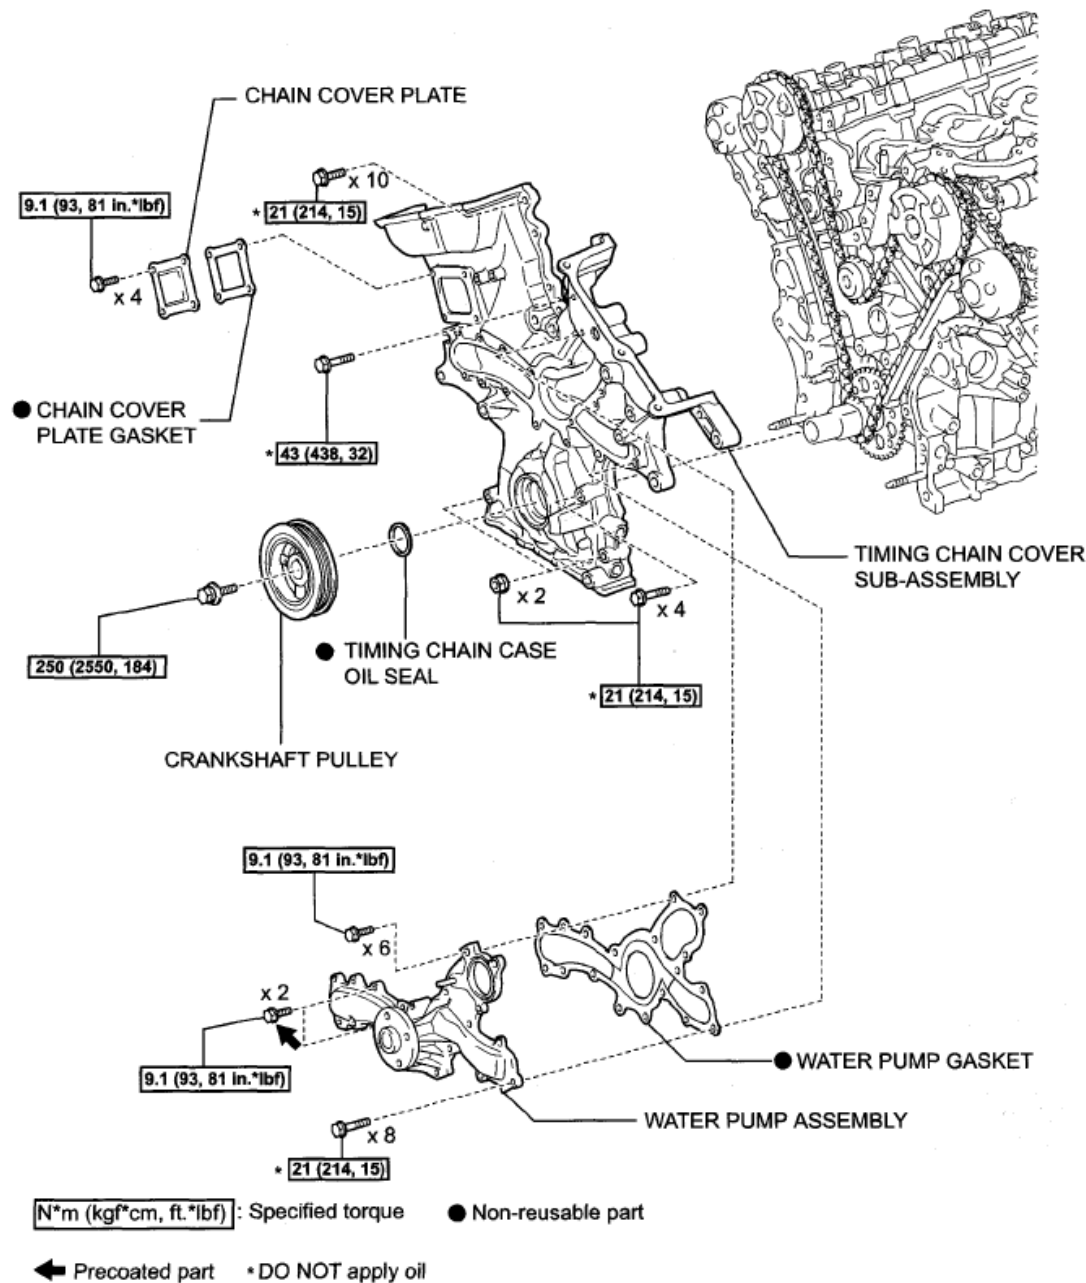 CHAIN COVER PLATE
x 10
9.1 (93, 81 in.*lbf)
* 21 (214, 15)
x 4
● CHAIN COVER
PLATE GASKET
* 43 (438, 32)
TIMING CHAIN COVER
SUB-ASSEMBLY
x 2
x 4
250 (2550, 184)
● TIMING CHAIN CASE
OIL SEAL
* 21 (214, 15)
CRANKSHAFT PULLEY
9.1 (93, 81 in.*lbf)
x 6
x 2
9.1 (93, 81 in.*lbf)
● WATER PUMP GASKET
WATER PUMP ASSEMBLY
x 8
* 21 (214, 15)
N*m (kgf*cm, ft.*lbf) : Specified torque
● Non-reusable part
Precoated part
* DO NOT apply oil